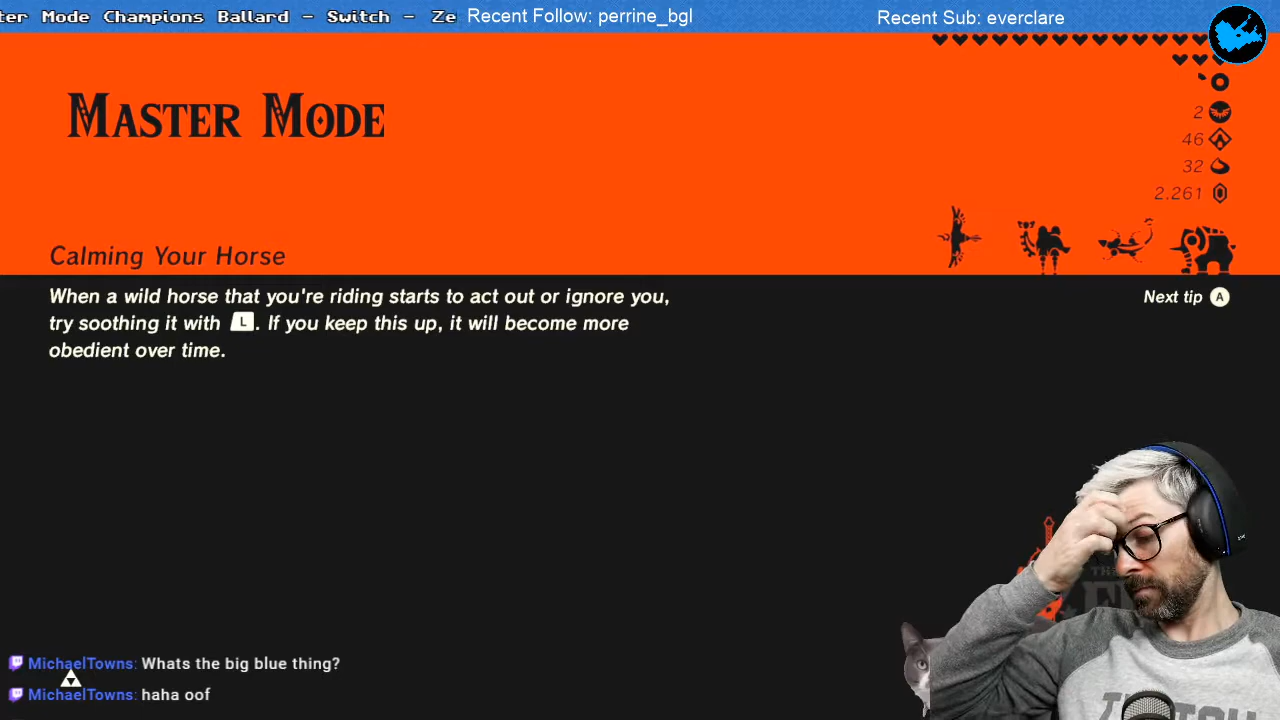 ter Mode Champions Ballard - Switch - Ze
Recent Follow: perrine_bgl
Recent Sub: everclare
MASTER MODE
2
46
32
2.261
Calming Your Horse
When a wild horse that you're riding starts to act out or ignore you,
try soothing it with L. If you keep this up, it will become more
obedient over time.
Next tip A
MichaelTowns: Whats the big blue thing?
MichaelTowns: haha oof